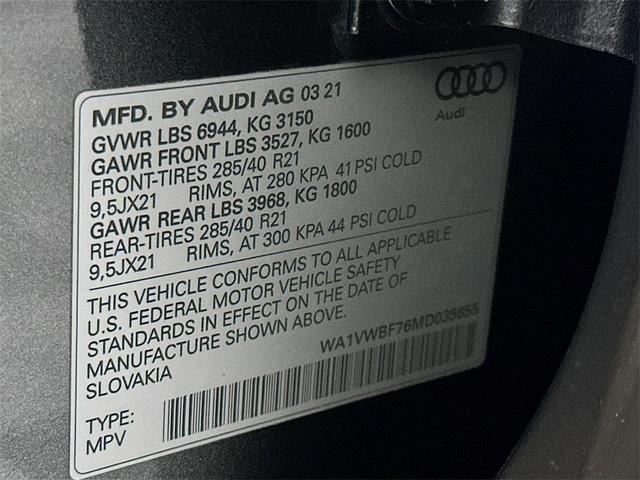 MFD. BY AUDI AG 03 21
Audi
GVWR LBS 6944, KG 3150
GAWR FRONT LBS 3527, KG 1600
FRONT-TIRES 285/40 R21
9,5JX21 RIMS, AT 280 KPA 41 PSI COLD
GAWR REAR LBS 3968, KG 1800
REAR-TIRES 285/40 R21
9,5JX21 RIMS, AT 300 KPA 44 PSI COLD
THIS VEHICLE CONFORMS TO ALL APPLICABLE
U.S. FEDERAL MOTOR VEHICLE SAFETY
STANDARDS IN EFFECT ON THE DATE OF
MANUFACTURE SHOWN ABOVE.
SLOVAKIA
WA1VWBF76MD035655
TYPE:
MPV